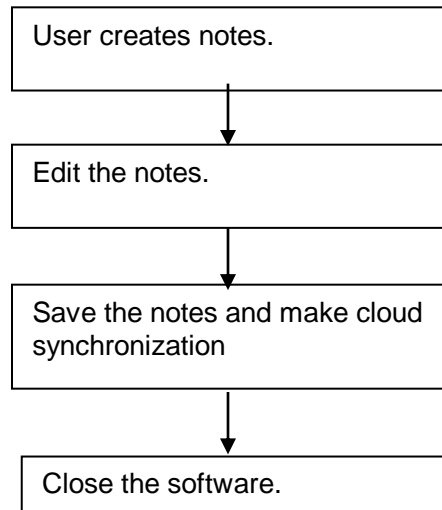 User creates notes.
Edit the notes.
Save the notes and make cloud
synchronization
Close the software.